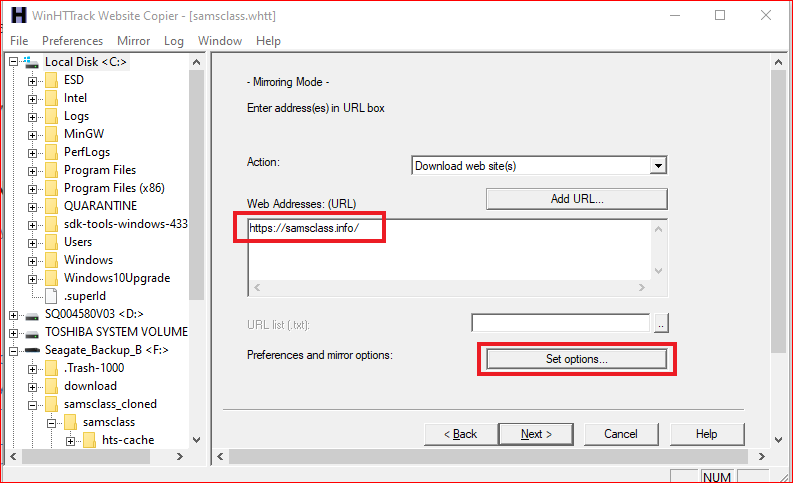 WinHTTrack Website Copier - [samsclass.whtt]
File Preferences Mirror Log Window Help
Local Disk <C:>
ESD
Intel
Logs
MinGW
PerfLogs
Program Files
Program Files (x86)
QUARANTINE
sdk-tools-windows-433
Users
Windows
Windows10Upgrade
.superId
SQ004580V03 <D:>
TOSHIBA SYSTEM VOLUME
Seagate_Backup_B <F:>
.Trash-1000
download
samsclass_cloned
samsclass
hts-cache
- Mirroring Mode -
Enter address(es) in URL box
Action:
Download web site(s)
Web Addresses: (URL)
Add URL...
https://samsclass.info/
URL list (.txt):
..
Preferences and mirror options:
Set options...
< Back
Next >
Cancel
Help
NUM